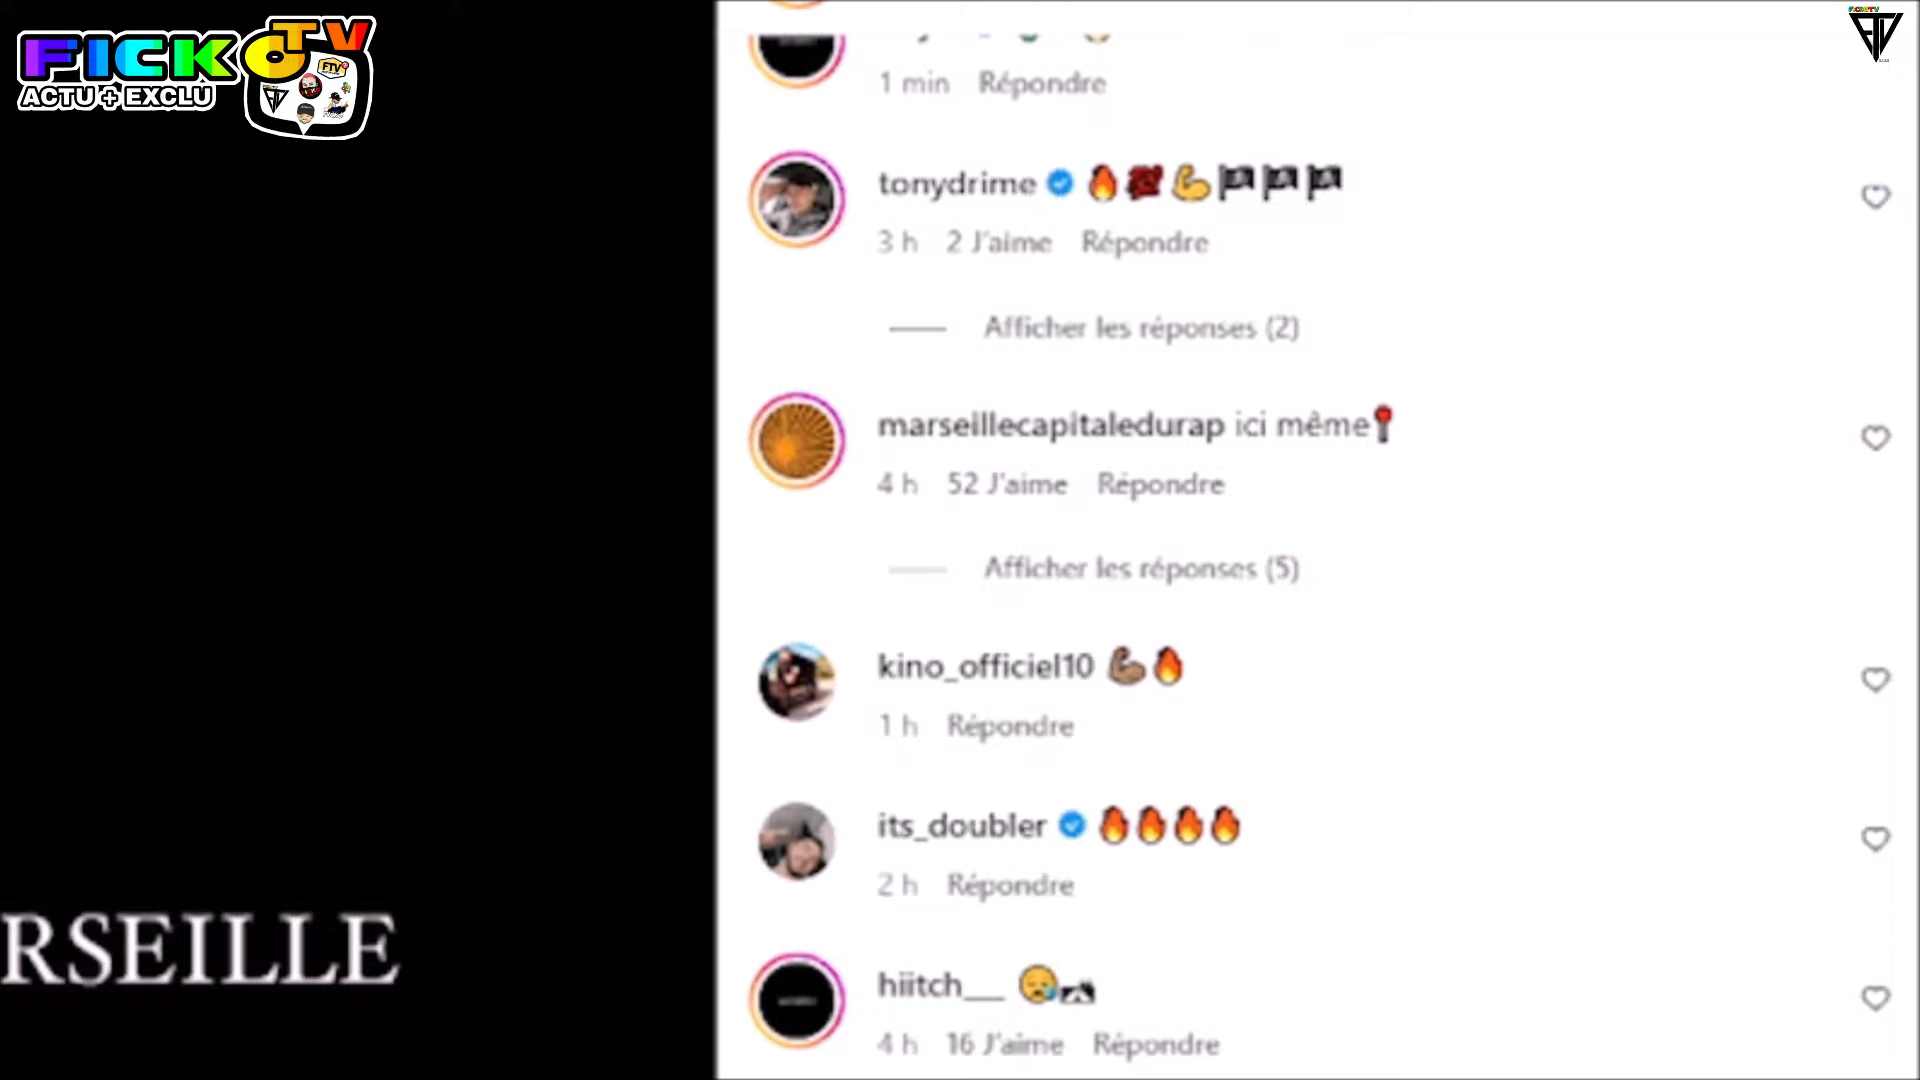 FICKO TV
ACTU + EXCLU
FTV
1 min Répondre
tonydrime 🔥💯💪🏴‍☠️🏴‍☠️🏴‍☠️
3 h 2 J'aime Répondre
Afficher les réponses (2)
marseillecapitaledurap ici même📍
4 h 52 J'aime Répondre
Afficher les réponses (5)
kino_officiel10 💪🏽🔥
1 h Répondre
its_doubler 🔥🔥🔥🔥
2 h Répondre
hiitch__ 😪
4 h 16 J'aime Répondre
RSEILLE